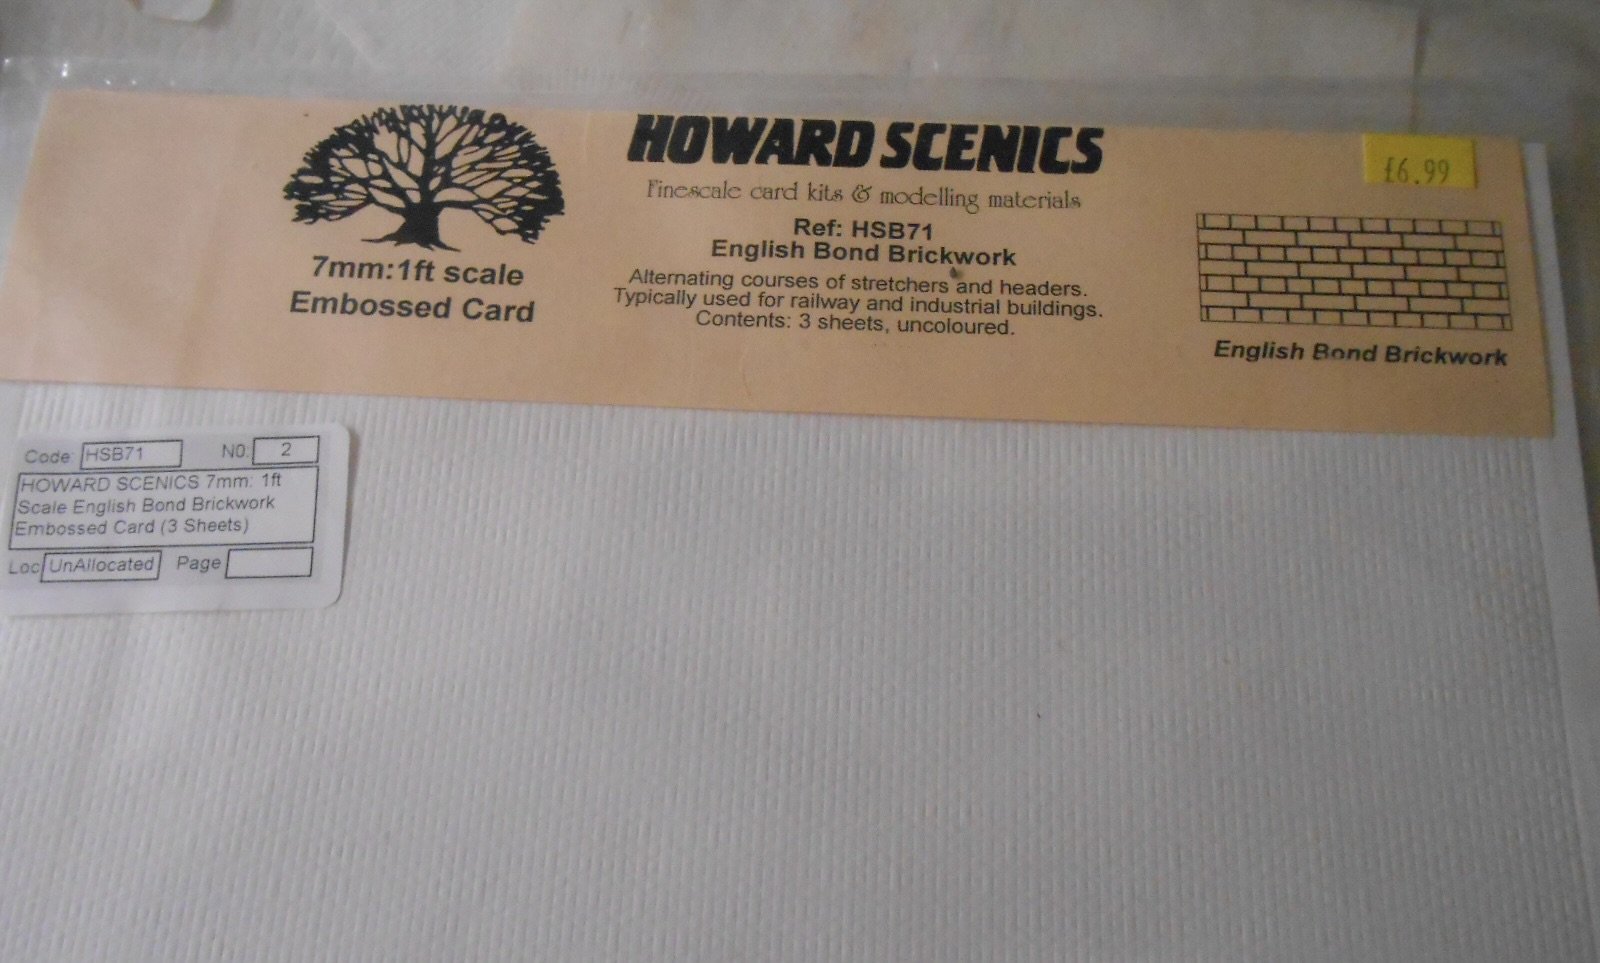 HOWARD SCENICS
Finescale card kits & modelling materials
£6.99
Ref: HSB71
English Bond Brickwork
Alternating courses of stretchers and headers.
Typically used for railway and industrial buildings.
Contents: 3 sheets, uncoloured.
7mm:1ft scale
Embossed Card
English Bond Brickwork
Code: HSB71 N0: 2
HOWARD SCENICS 7mm: 1ft
Scale English Bond Brickwork
Embossed Card (3 Sheets)
Loc UnAllocated Page